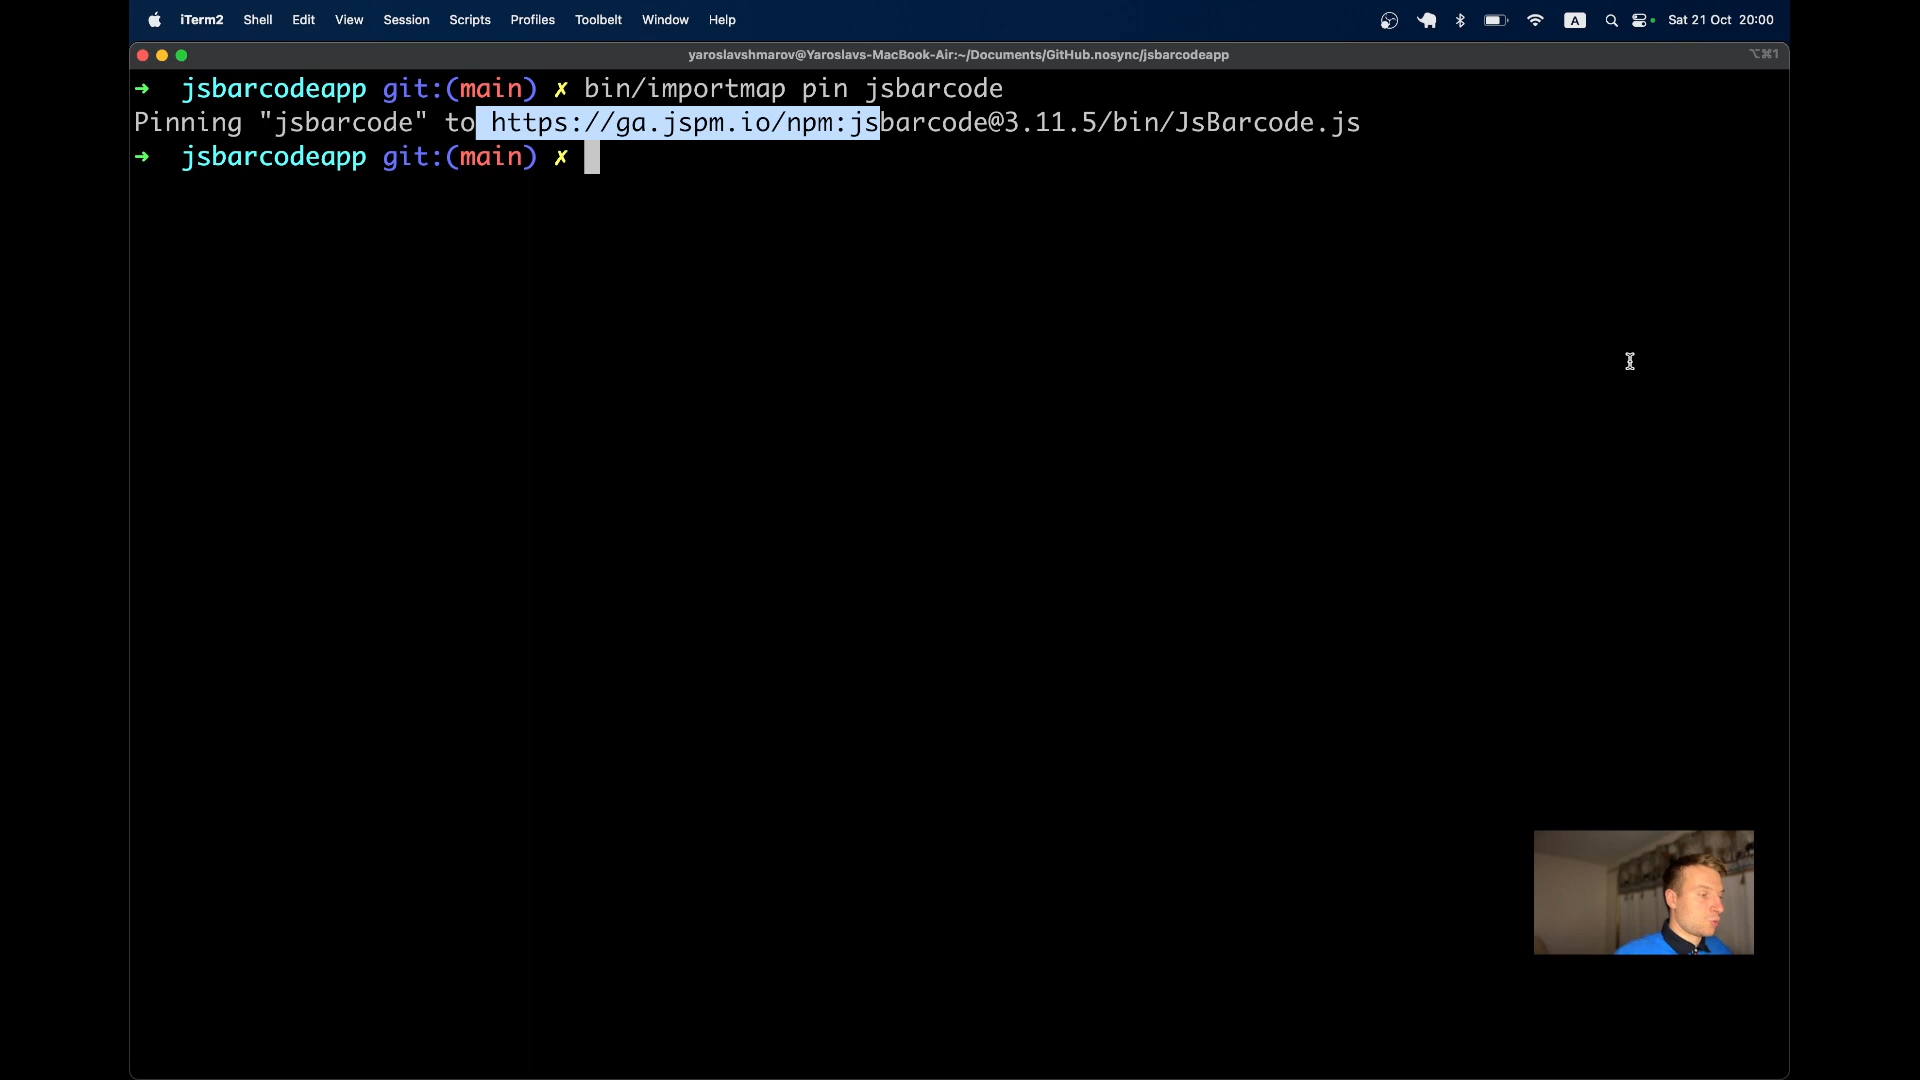 iTerm2 Shell Edit View Session Scripts Profiles Toolbelt Window Help A Sat 21 Oct 20:00
yaroslavshmarov@Yaroslavs-MacBook-Air:~/Documents/GitHub.nosync/jsbarcodeapp ⌥⌘1
➜ jsbarcodeapp git:(main) ✗ bin/importmap pin jsbarcode
Pinning "jsbarcode" to https://ga.jspm.io/npm:jsbarcode@3.11.5/bin/JsBarcode.js
➜ jsbarcodeapp git:(main) ✗